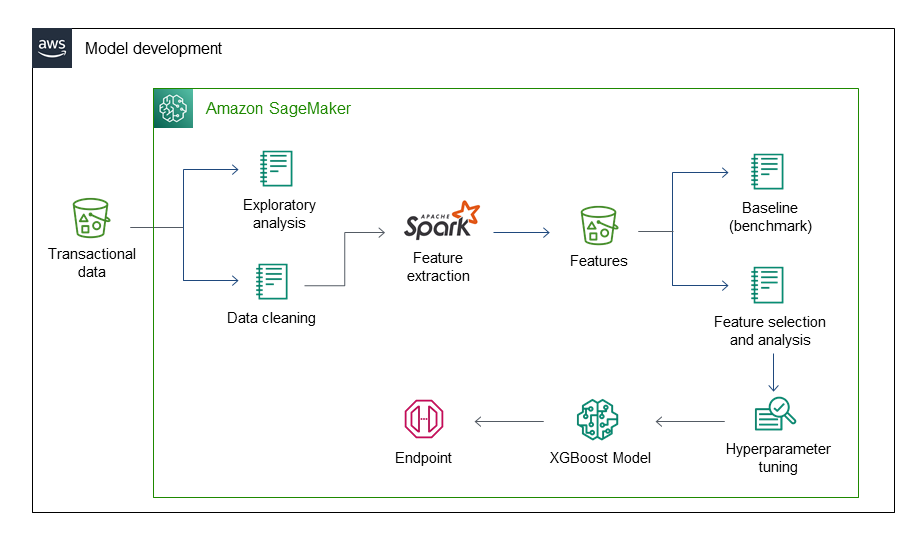 aws
Model development
Amazon SageMaker
Exploratory
analysis
Transactional
data
Data cleaning
APACHE
Spark
Feature
extraction
Features
Baseline
(benchmark)
Feature selection
and analysis
Hyperparameter
tuning
XGBoost Model
Endpoint